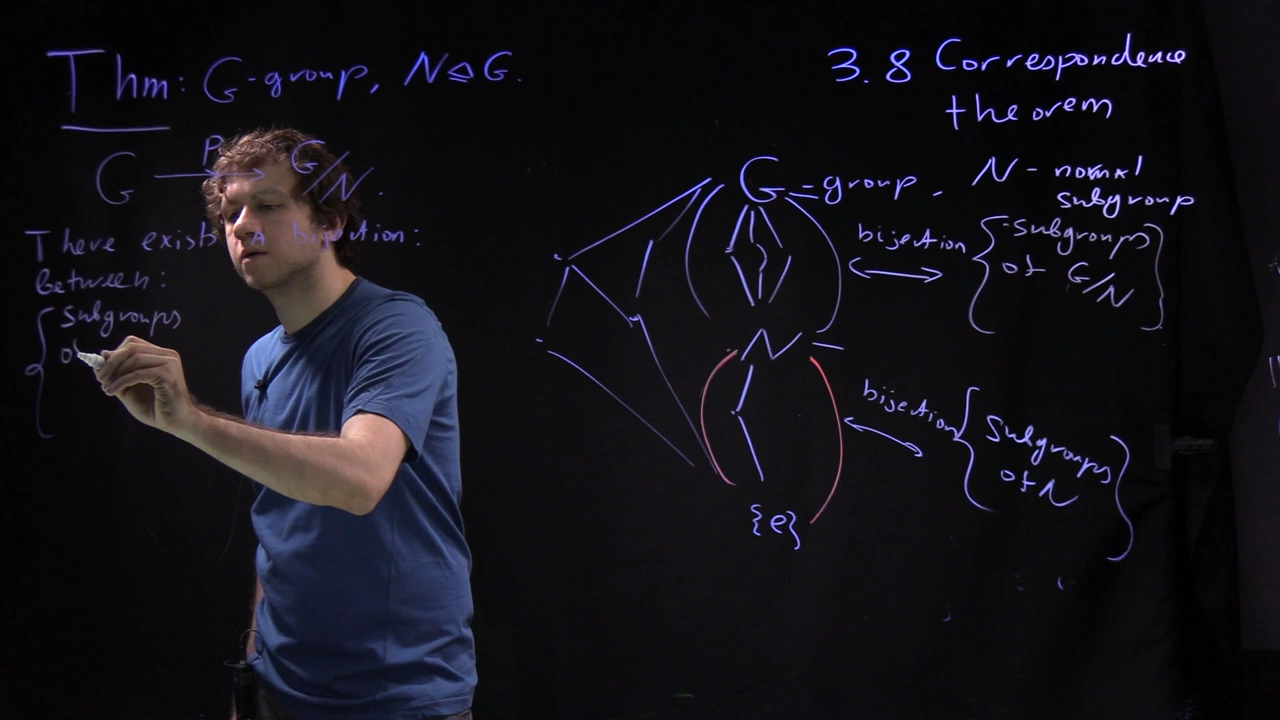 Thm: G-group, N⊴G.
G → G/N.
There exist a bijection:
Between:
{ Subgroups
of
3.8 Correspondence
theorem
G-group, N-normal
subgroup
bijection { -subgroups
of G/N }
N
bijection { Subgroups
of N }
{e}